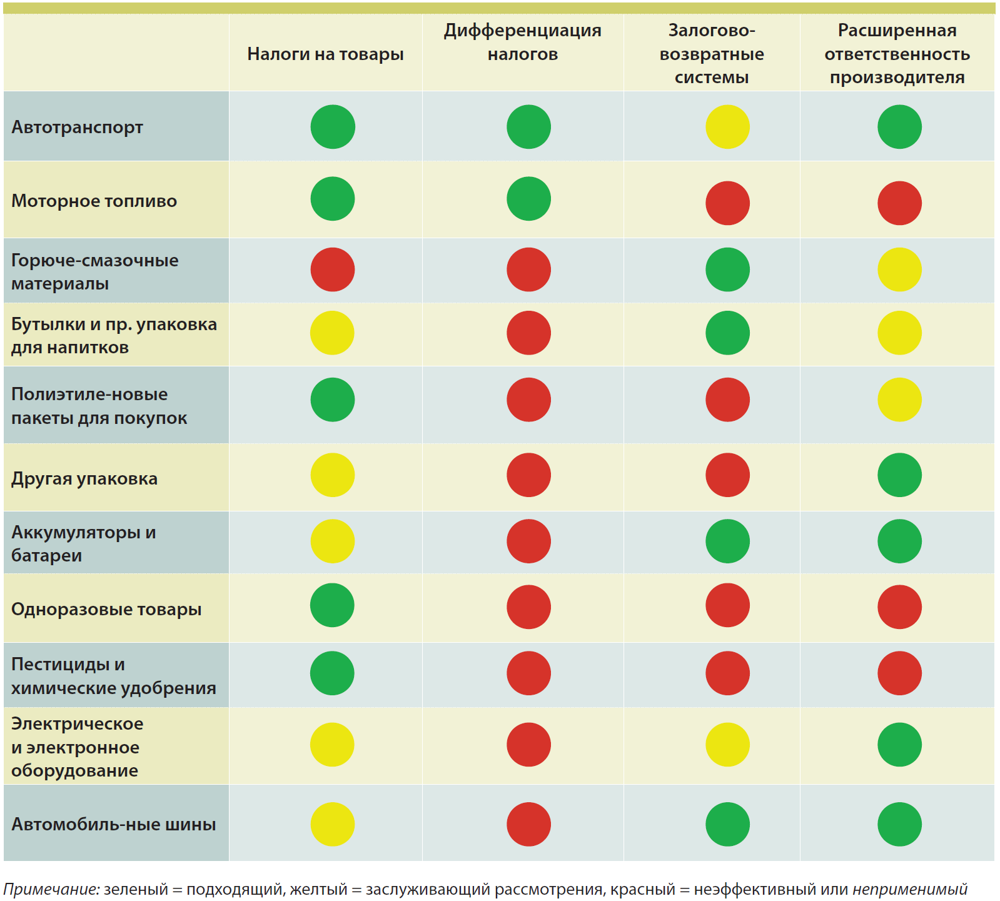 Налоги на товары
Дифференциация
налогов
Залогово-
возвратные
системы
Расширенная
ответственность
производителя
Автотранспорт
Моторное топливо
Горюче-смазочные
материалы
Бутылки и пр. упаковка
для напитков
Полиэтиле-новые
пакеты для покупок
Другая упаковка
Аккумуляторы и
батареи
Одноразовые товары
Пестициды и
химические удобрения
Электрическое
и электронное
оборудование
Автомобиль-ные шины
Примечание: зеленый = подходящий, желтый = заслуживающий рассмотрения, красный = неэффективный или неприменимый